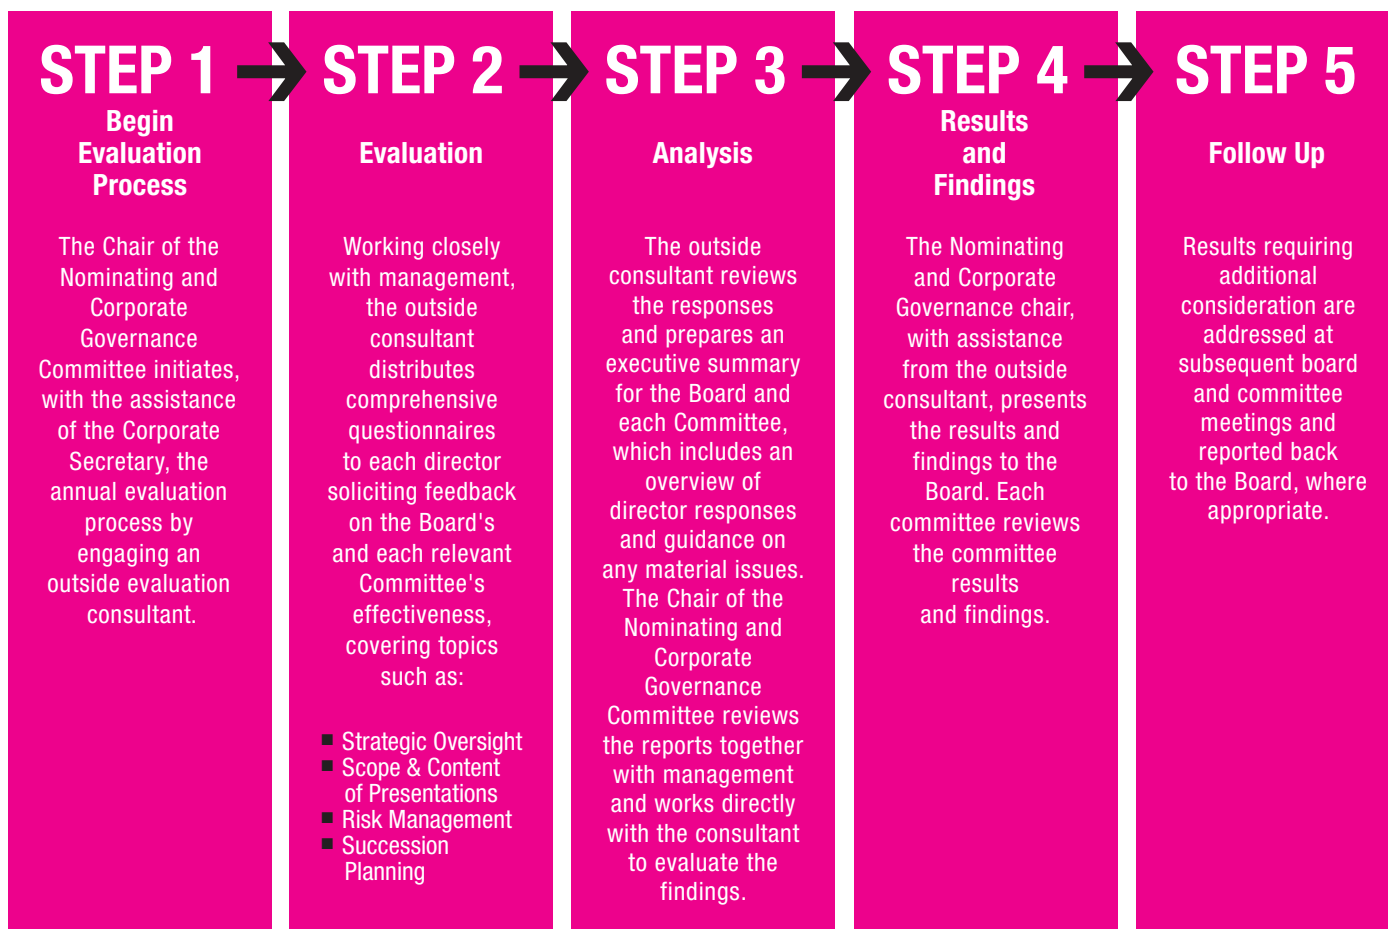 STEP 1
Begin
Evaluation
Process
The Chair of the
Nominating and
Corporate
Governance
Committee initiates,
with the assistance
of the Corporate
Secretary, the
annual evaluation
process by
engaging an
outside evaluation
consultant.
STEP 2
Evaluation
Working closely
with management,
the outside
consultant
distributes
comprehensive
questionnaires
to each director
soliciting feedback
on the Board's
and each relevant
Committee's
effectiveness,
covering topics
such as:
■ Strategic Oversight
■ Scope & Content
of Presentations
■ Risk Management
■ Succession
Planning
STEP 3
Analysis
The outside
consultant reviews
the responses
and prepares an
executive summary
for the Board and
each Committee,
which includes an
overview of
director responses
and guidance on
any material issues.
The Chair of the
Nominating and
Corporate
Governance
Committee reviews
the reports together
with management
and works directly
with the consultant
to evaluate the
findings.
STEP 4
Results
and
Findings
The Nominating
and Corporate
Governance chair,
with assistance
from the outside
consultant, presents
the results and
findings to the
Board. Each
committee reviews
the committee
results
and findings.
STEP 5
Follow Up
Results requiring
additional
consideration are
addressed at
subsequent board
and committee
meetings and
reported back
to the Board, where
appropriate.